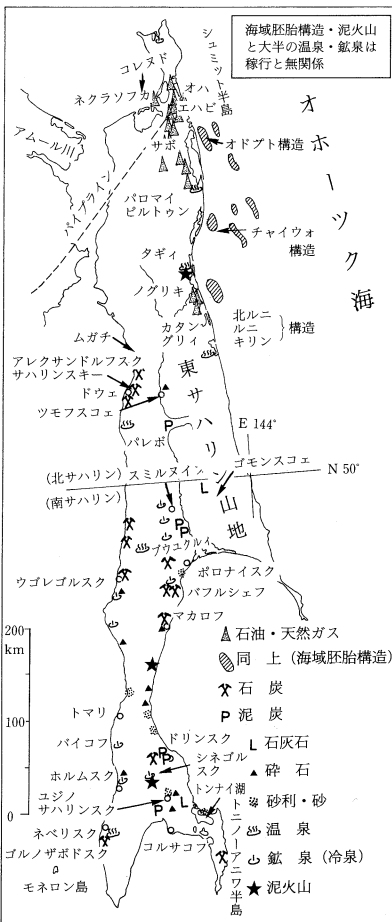 海域胚胎構造・泥火山
と大半の温泉・鉱泉は
稼行と無関係
シュミット半島
コレヌド
ネクラソフカ
オハ
エハビ
オホーツク海
アムール川
サボ
オドプト構造
パイプライン
パロマイ
ピルトゥン
チャイウォ
構造
タギィ
ノグリキ
カタン
グリィ
北ルニ
ルニ
キリン
構造
ムガチ
アレクサンドルフスク
サハリンスキー
ドウェ
ツモフスコェ
東サハリン山地
E 144°
パレボ
(北サハリン)
スミルヌイン
ゴモンスコェ
N 50°
(南サハリン)
ブウユクルィ
ポロナイスク
ウゴレゴルスク
バフルシェフ
マカロフ
200
km
100
0
石油・天然ガス
同 上 (海域胚胎構造)
石 炭
P 泥 炭
L 石灰石
砕 石
砂利・砂
温 泉
鉱 泉 (冷泉)
泥火山
トマリ
バイコフ
ドリンスク
ホルムスク
シネゴル
スク
ユジノ
サハリンスク
トンナイ湖
トニノーアニワ半島
ネベリスク
ゴルノザボドスク
コルサコフ
モネロン島